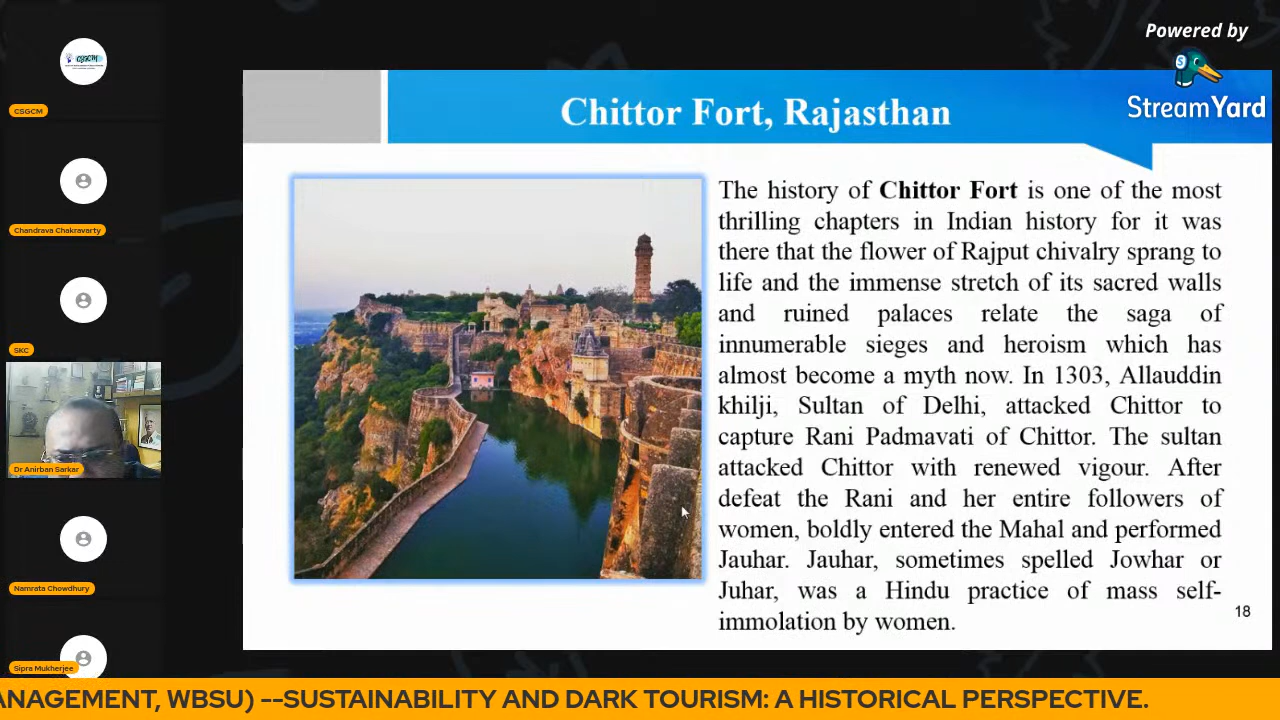 Powered by
StreamYard
CSGCM
CSGCM
Chandrava Chakravarty
SKC
Dr Anirban Sarkar
Namrata Chowdhury
Sipra Mukherjee
Chittor Fort, Rajasthan
The history of Chittor Fort is one of the most
thrilling chapters in Indian history for it was
there that the flower of Rajput chivalry sprang to
life and the immense stretch of its sacred walls
and ruined palaces relate the saga of
innumerable sieges and heroism which has
almost become a myth now. In 1303, Allauddin
khilji, Sultan of Delhi, attacked Chittor to
capture Rani Padmavati of Chittor. The sultan
attacked Chittor with renewed vigour. After
defeat the Rani and her entire followers of
women, boldly entered the Mahal and performed
Jauhar. Jauhar, sometimes spelled Jowhar or
Juhar, was a Hindu practice of mass self-
immolation by women.
18
ANAGEMENT, WBSU) --SUSTAINABILITY AND DARK TOURISM: A HISTORICAL PERSPECTIVE.